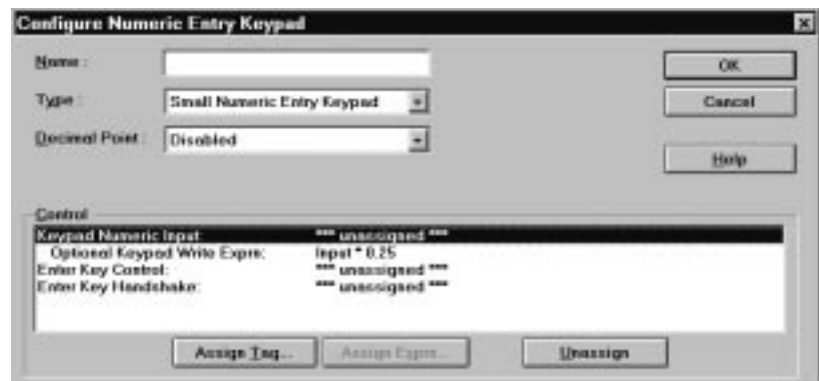 Configure Numeric Entry Keypad
Name :
OK
Type : Small Numeric Entry Keypad
Cancel
Decimal Point : Disabled
Help
Control
Keypad Numeric Input: *** unassigned ***
Optional Keypad Write Exprn: Input * 0.25
Enter Key Control: *** unassigned ***
Enter Key Handshake: *** unassigned ***
Assign Tag... Assign Exprn... Unassign